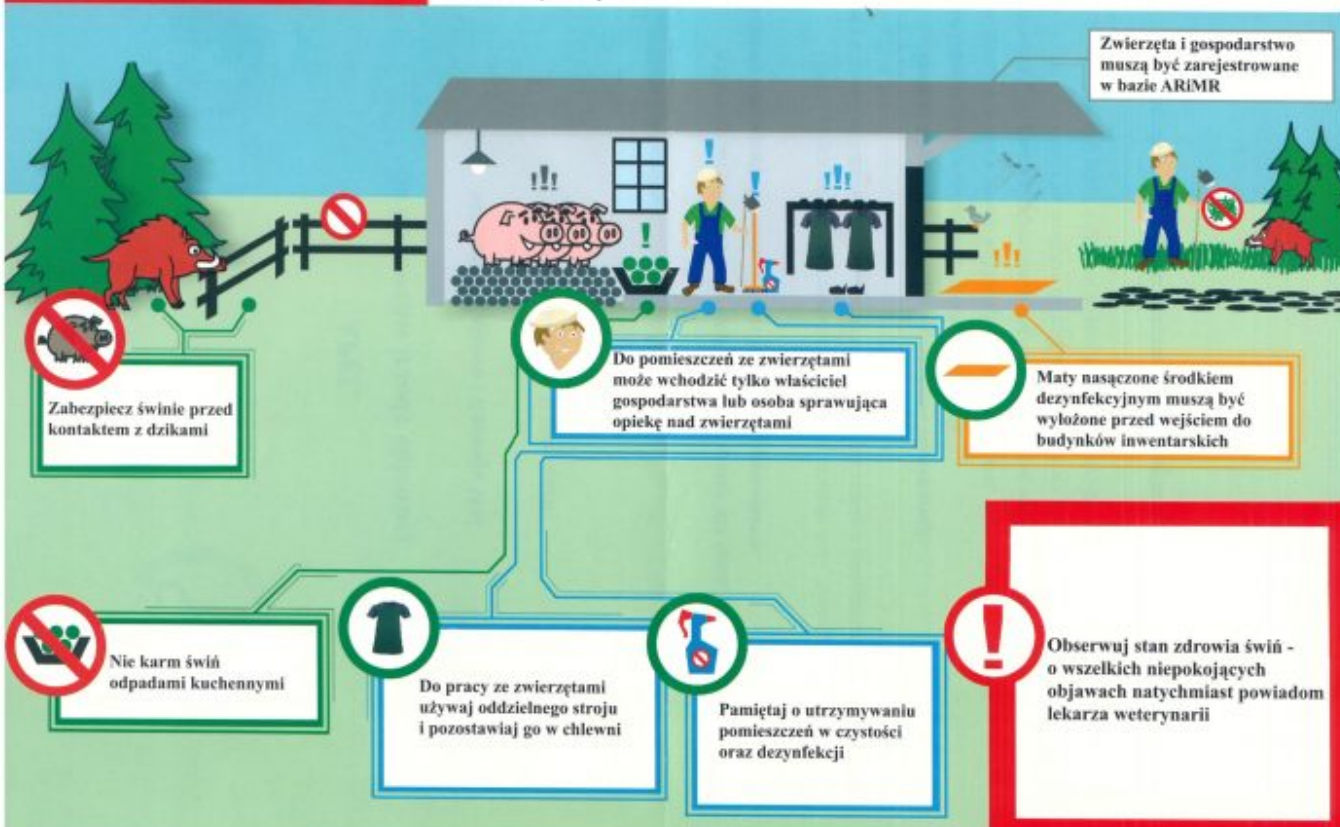 Zwierzęta i gospodarstwo
muszą być zarejestrowane
w bazie ARiMR
Zabezpiecz świnie przed
kontaktem z dzikami
Do pomieszczeń ze zwierzętami
może wchodzić tylko właściciel
gospodarstwa lub osoba sprawująca
opiekę nad zwierzętami
Maty nasączone środkiem
dezynfekcyjnym muszą być
wyłożone przed wejściem do
budynków inwentarskich
Nie karm świń
odpadami kuchennymi
Do pracy ze zwierzętami
używaj oddzielnego stroju
i pozostawiaj go w chlewni
Pamiętaj o utrzymywaniu
pomieszczeń w czystości
oraz dezynfekcji
Obserwuj stan zdrowia świń -
o wszelkich niepokojących
objawach natychmiast powiadom
lekarza weterynarii